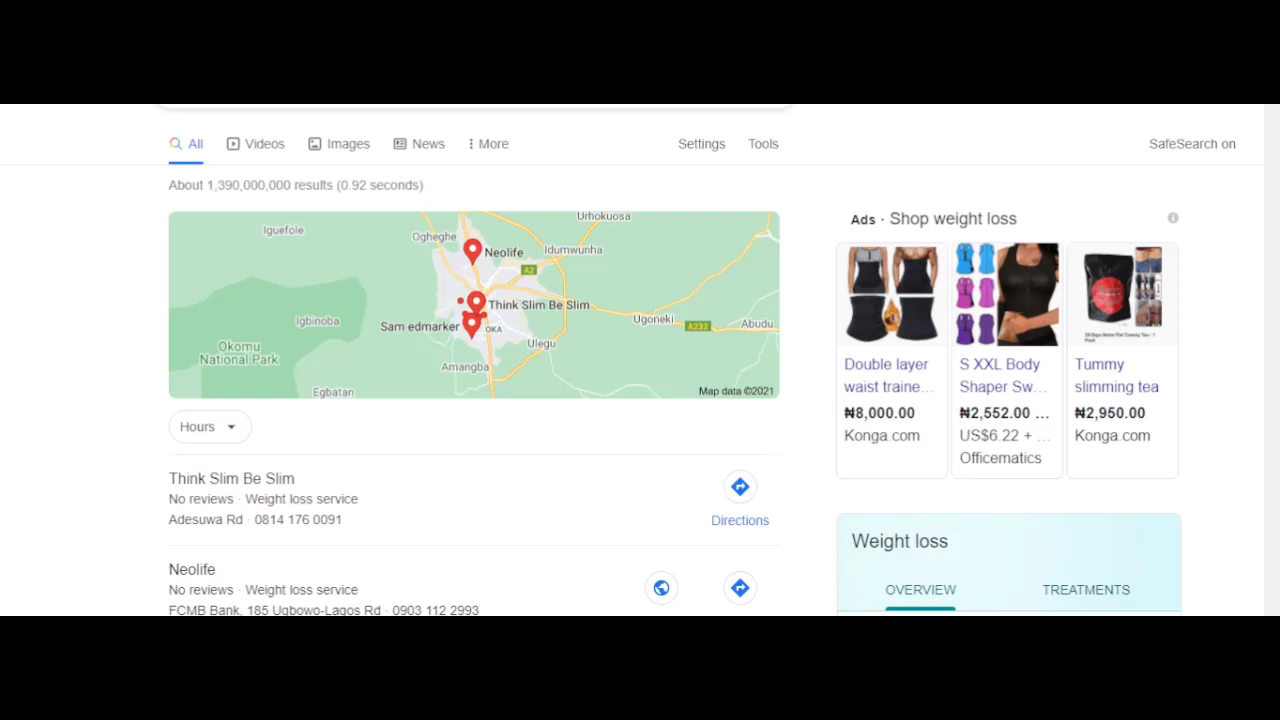 All Videos Images News More Settings Tools SafeSearch on
About 1,390,000,000 results (0.92 seconds)
Urhokuosa
Iguefole
Ogheghe
Neolife
Idumwunha
A2
Think Slim Be Slim
Igbinoba
Sam edmarker
OKA
Ugoneki
A232
Abudu
Okomu
National Park
Ulegu
Amangba
Egbatan
Map data ©2021
Hours
Think Slim Be Slim
No reviews · Weight loss service
Adesuwa Rd · 0814 176 0091
Directions
Neolife
No reviews · Weight loss service
FCMB Bank, 185 Ugbowo-Lagos Rd · 0903 112 2993
Ads · Shop weight loss
Double layer
waist traine...
₦8,000.00
Konga.com
S XXL Body
Shaper Sw...
₦2,552.00 ...
US$6.22 + ...
Officematics
Tummy
slimming tea
₦2,950.00
Konga.com
Weight loss
OVERVIEW TREATMENTS